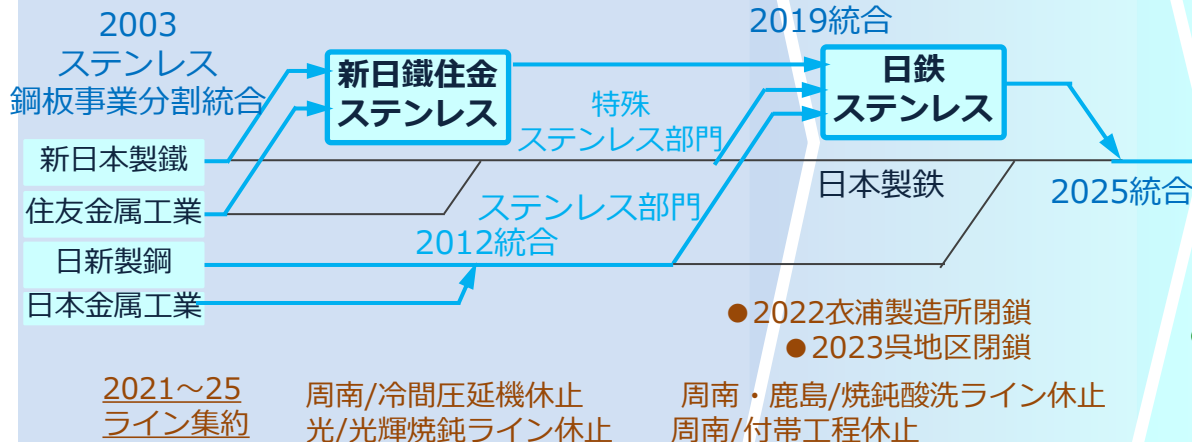 2003
ステンレス
鋼板事業分割統合
新日鐵住金
ステンレス
2019統合
日鉄
ステンレス
特殊
ステンレス部門
新日本製鐵
住友金属工業
日新製鋼
日本金属工業
ステンレス部門
2012統合
日本製鉄
2025統合
●2022衣浦製造所閉鎖
●2023呉地区閉鎖
2021～25
ライン集約
周南/冷間圧延機休止
光/光輝焼鈍ライン休止
周南・鹿島/焼鈍酸洗ライン休止
周南/付帯工程休止